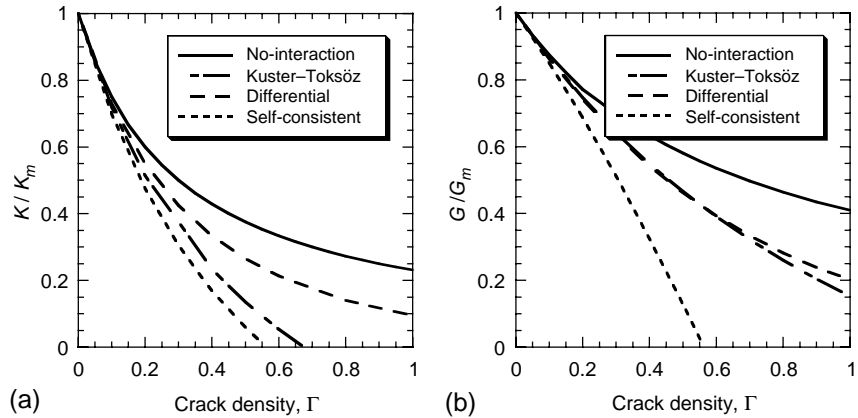 1
0.8
0.6
0.4
0.2
0
K / Km
No-interaction
Kuster–Toksöz
Differential
Self-consistent
0 0.2 0.4 0.6 0.8 1
(a) Crack density, Γ
1
0.8
0.6
0.4
0.2
0
G /Gm
No-interaction
Kuster–Toksöz
Differential
Self-consistent
0 0.2 0.4 0.6 0.8 1
(b) Crack density, Γ